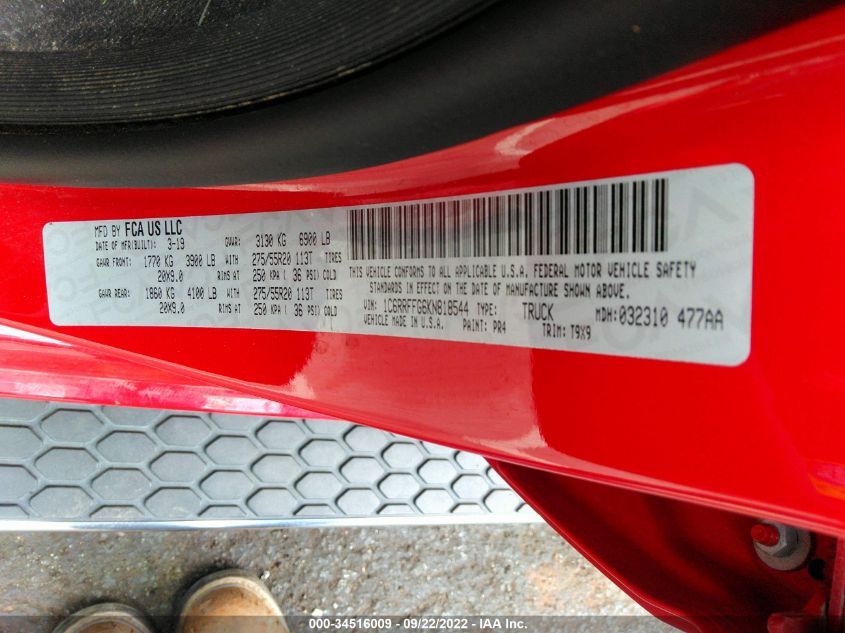 MFD BY FCA US LLC
DATE OF MFR(BUILT): 3-19 GVWR: 3130 KG 6900 LB
GAWR FRONT: 1770 KG 3900 LB WITH 275/55R20 113T TIRES
20X9.0 RIMS AT 250 KPA ( 36 PSI) COLD
GAWR REAR: 1860 KG 4100 LB WITH 275/55R20 113T TIRES
20X9.0 RIMS AT 250 KPA ( 36 PSI) COLD
THIS VEHICLE CONFORMS TO ALL APPLICABLE U.S.A. FEDERAL MOTOR VEHICLE SAFETY
STANDARDS IN EFFECT ON THE DATE OF MANUFACTURE SHOWN ABOVE.
VIN: 1C6RRFFG6KN818544 TYPE: TRUCK MDH:032310 477AA
VEHICLE MADE IN U.S.A. PAINT: PR4 TRIM: T9X9
000-34516009 - 09/22/2022 - IAA Inc.